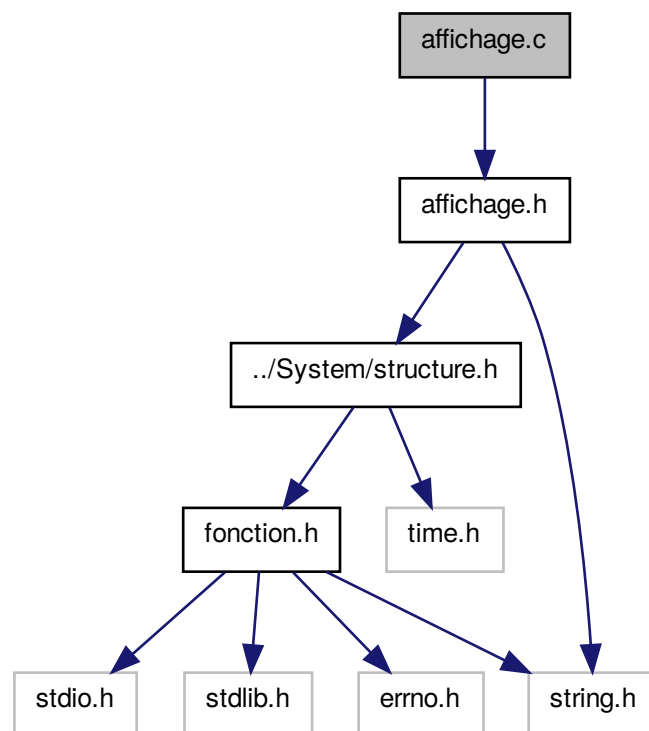 affichage.c
affichage.h
../System/structure.h
fonction.h
time.h
stdio.h
stdlib.h
errno.h
string.h